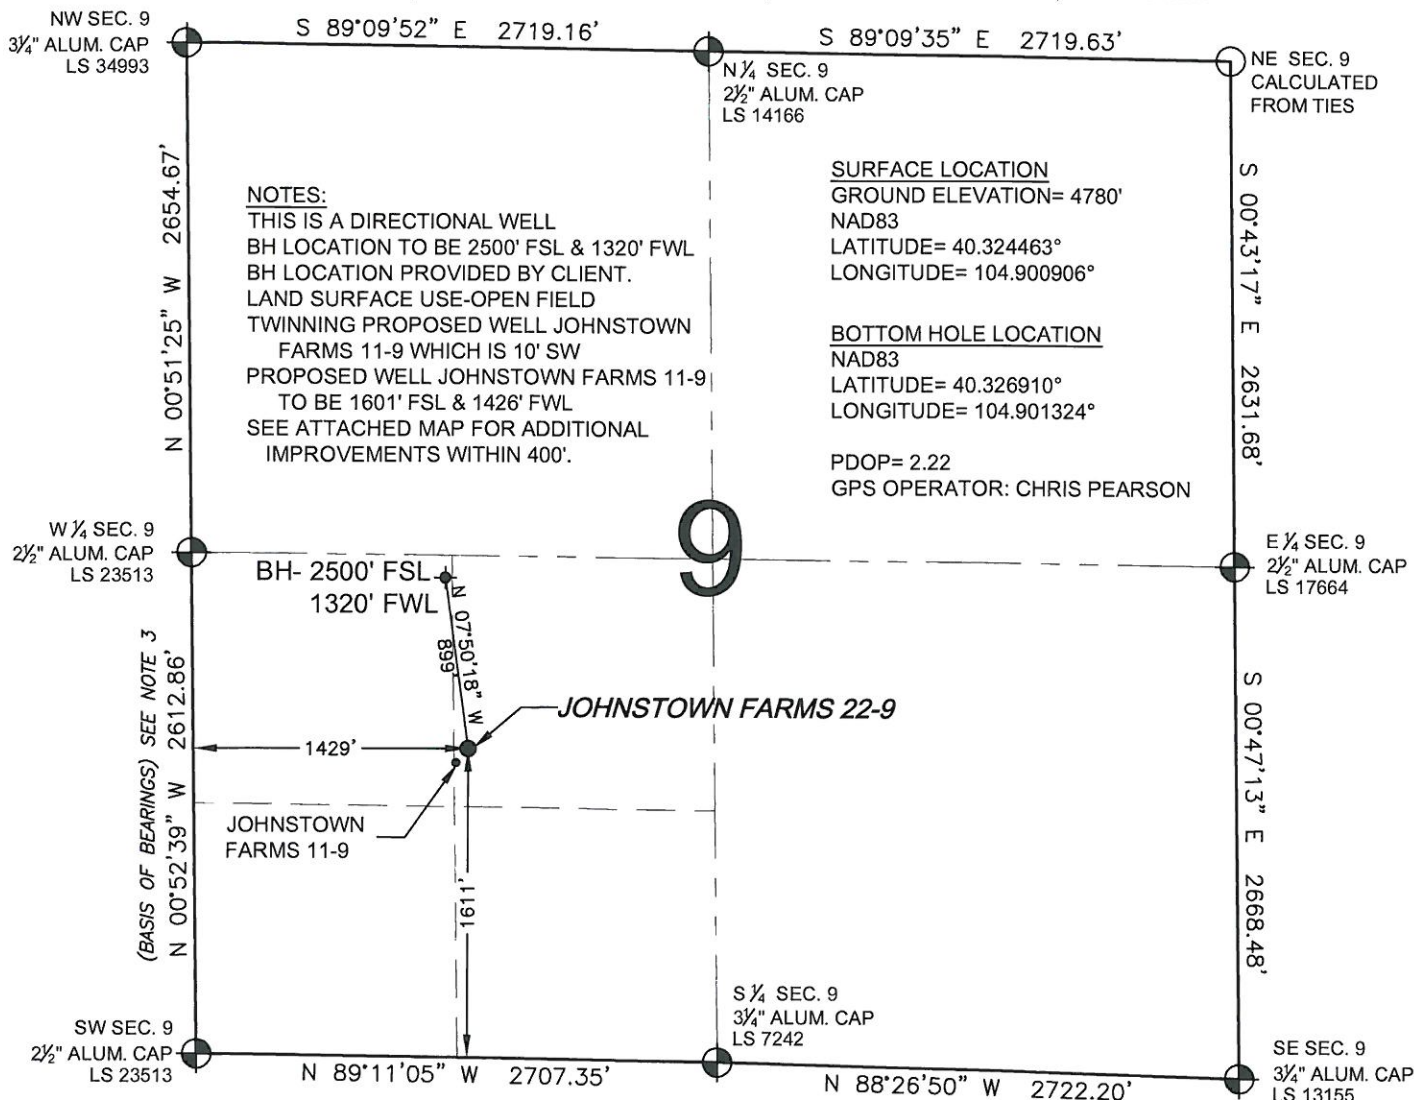 NW SEC. 9
3¼" ALUM. CAP
LS 34993
S 89°09'52" E 2719.16'
N ¼ SEC. 9
2½" ALUM. CAP
LS 14166
S 89°09'35" E 2719.63'
NE SEC. 9
CALCULATED
FROM TIES
N 00°51'25" W 2654.67'
NOTES:
THIS IS A DIRECTIONAL WELL
BH LOCATION TO BE 2500' FSL & 1320' FWL
BH LOCATION PROVIDED BY CLIENT.
LAND SURFACE USE-OPEN FIELD
TWINNING PROPOSED WELL JOHNSTOWN
FARMS 11-9 WHICH IS 10' SW
PROPOSED WELL JOHNSTOWN FARMS 11-9
TO BE 1601' FSL & 1426' FWL
SEE ATTACHED MAP FOR ADDITIONAL
IMPROVEMENTS WITHIN 400'.
SURFACE LOCATION
GROUND ELEVATION= 4780'
NAD83
LATITUDE= 40.324463°
LONGITUDE= 104.900906°
BOTTOM HOLE LOCATION
NAD83
LATITUDE= 40.326910°
LONGITUDE= 104.901324°
PDOP= 2.22
GPS OPERATOR: CHRIS PEARSON
S 00°43'17" E 2631.68'
W ¼ SEC. 9
2½" ALUM. CAP
LS 23513
9
E ¼ SEC. 9
2½" ALUM. CAP
LS 17664
BH- 2500' FSL
1320' FWL
N 07°50'18" W
899'
JOHNSTOWN FARMS 22-9
1429'
JOHNSTOWN
FARMS 11-9
1611'
(BASIS OF BEARINGS) SEE NOTE 3
N 00°52'39" W 2612.86'
S 00°47'13" E 2668.48'
SW SEC. 9
2½" ALUM. CAP
LS 23513
N 89°11'05" W 2707.35'
S ¼ SEC. 9
3¼" ALUM. CAP
LS 7242
N 88°26'50" W 2722.20'
SE SEC. 9
3¼" ALUM. CAP
LS 13155